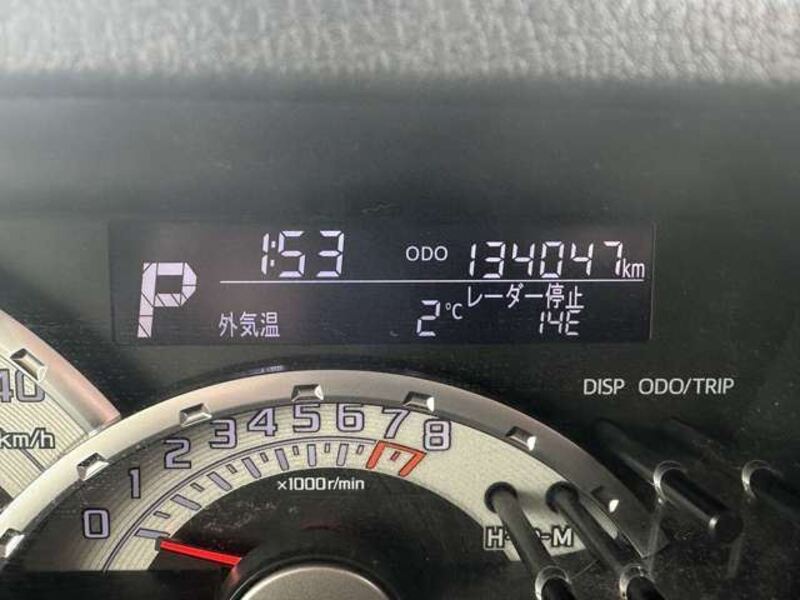 1:53 ODO 134047km
P
レーダー停止
外気温 2℃ 14E
DISP ODO/TRIP
40
km/h
0 1 2 3 4 5 6 7 8
×1000r/min